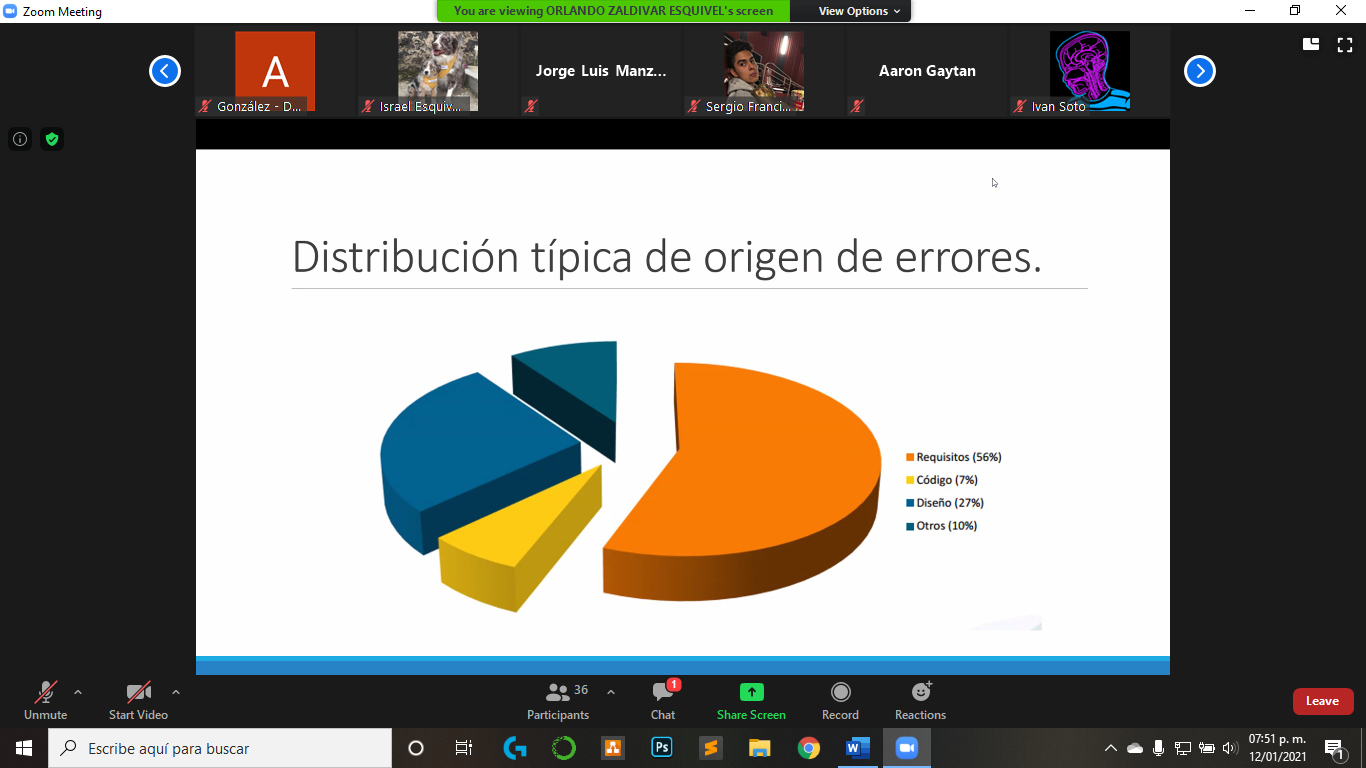 Zoom Meeting
You are viewing ORLANDO ZALDIVAR ESQUIVEL's screen
View Options
A
González - D...
Israel Esquiv...
Jorge Luis Manz...
Sergio Franci...
Aaron Gaytan
Ivan Soto
Distribución típica de origen de errores.
Requisitos (56%)
Código (7%)
Diseño (27%)
Otros (10%)
Unmute
Start Video
36
Participants
1
Chat
Share Screen
Record
Reactions
Leave
Escribe aquí para buscar
Ps
W
07:51 p. m.
12/01/2021
1